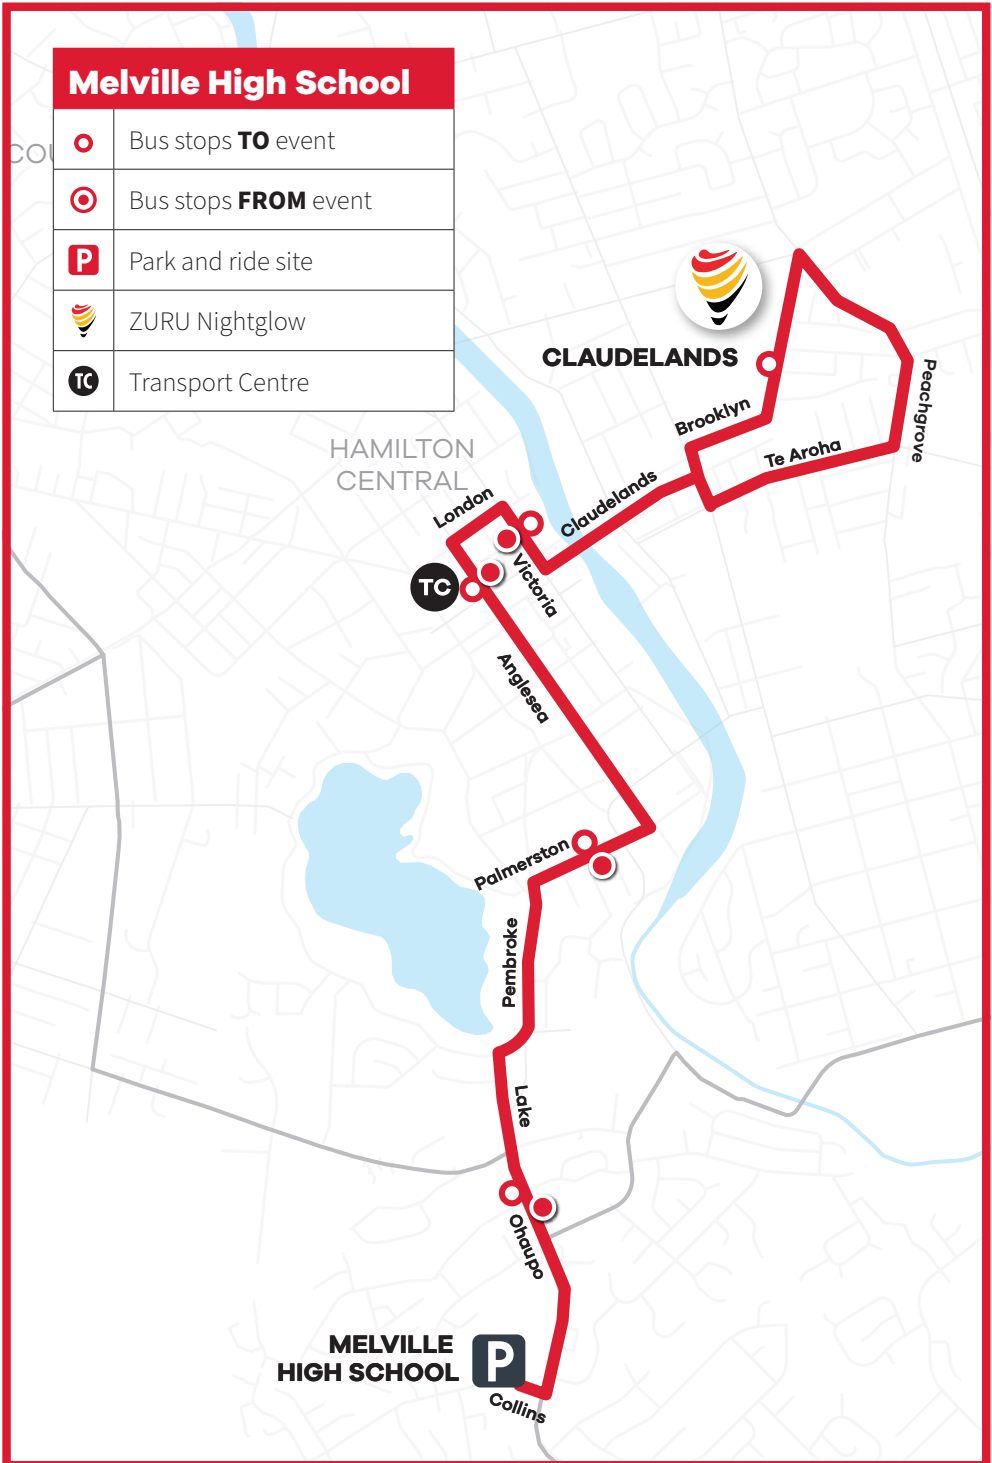 Melville High School
Bus stops TO event
Bus stops FROM event
P
Park and ride site
ZURU Nightglow
TC
Transport Centre
COU
CLAUDELANDS
Peachgrove
Brooklyn
Te Aroha
HAMILTON
CENTRAL
London
Claudelands
Victoria
TC
Anglesea
Palmerston
Pembroke
Lake
Ohaupo
MELVILLE
HIGH SCHOOL
P
Collins